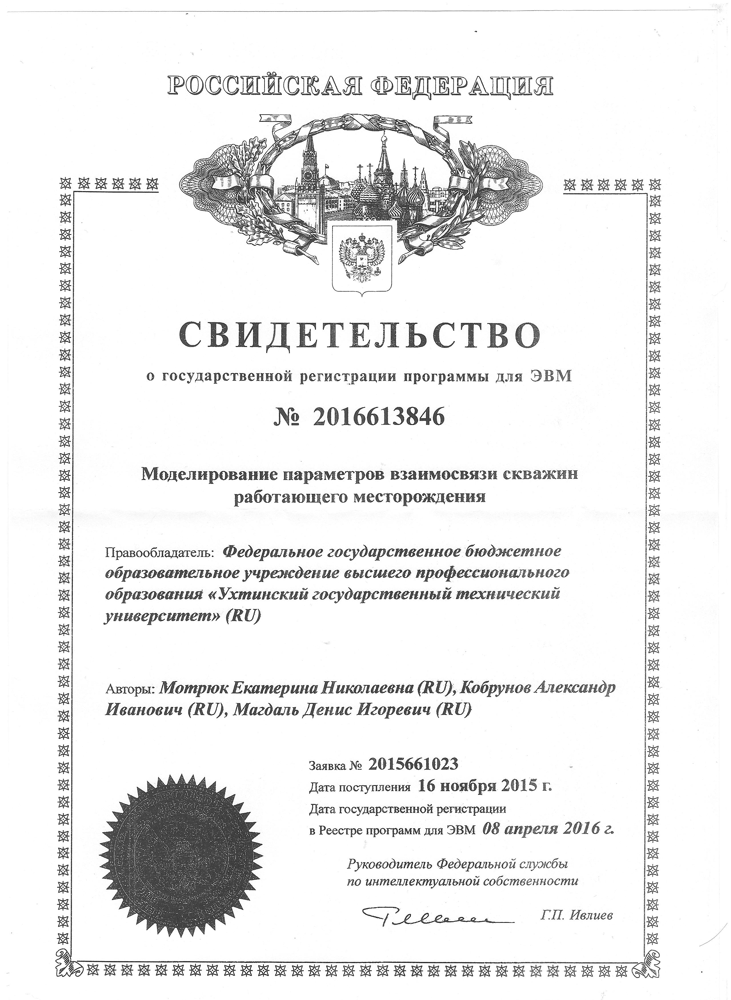 РОССИЙСКАЯ ФЕДЕРАЦИЯ
СВИДЕТЕЛЬСТВО
о государственной регистрации программы для ЭВМ
№ 2016613846
Моделирование параметров взаимосвязи скважин
работающего месторождения
Правообладатель: Федеральное государственное бюджетное
образовательное учреждение высшего профессионального
образования «Ухтинский государственный технический
университет» (RU)
Авторы: Мотрюк Екатерина Николаевна (RU), Кобрунов Александр
Иванович (RU), Магдаль Денис Игоревич (RU)
Заявка № 2015661023
Дата поступления 16 ноября 2015 г.
Дата государственной регистрации
в Реестре программ для ЭВМ 08 апреля 2016 г.
Руководитель Федеральной службы
по интеллектуальной собственности
Г.П. Ивлиев